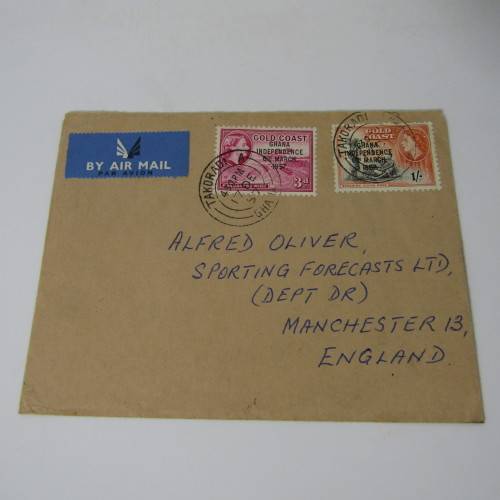 BY AIR MAIL
PAR AVION
GOLD COAST
GHANA
INDEPENDENCE
6TH MARCH
1957
3d
TAKORADI
GHANA
GOLD COAST
GHANA
INDEPENDENCE
6TH MARCH
1957
1/-
TAKORADI
ALFRED OLIVER,
SPORTING FORECASTS LTD,
(DEPT DR)
MANCHESTER 13,
ENGLAND.